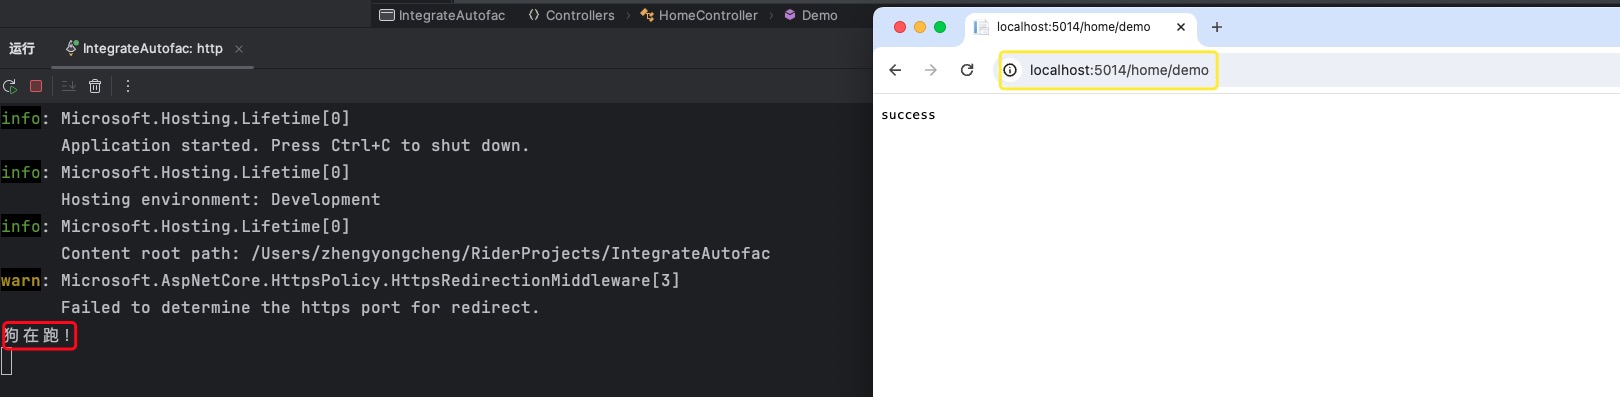 IntegrateAutofac Controllers HomeController Demo
运行 IntegrateAutofac: http
info: Microsoft.Hosting.Lifetime[0]
Application started. Press Ctrl+C to shut down.
info: Microsoft.Hosting.Lifetime[0]
Hosting environment: Development
info: Microsoft.Hosting.Lifetime[0]
Content root path: /Users/zhengyongcheng/RiderProjects/IntegrateAutofac
warn: Microsoft.AspNetCore.HttpsPolicy.HttpsRedirectionMiddleware[3]
Failed to determine the https port for redirect.
狗在跑!
localhost:5014/home/demo
localhost:5014/home/demo
success